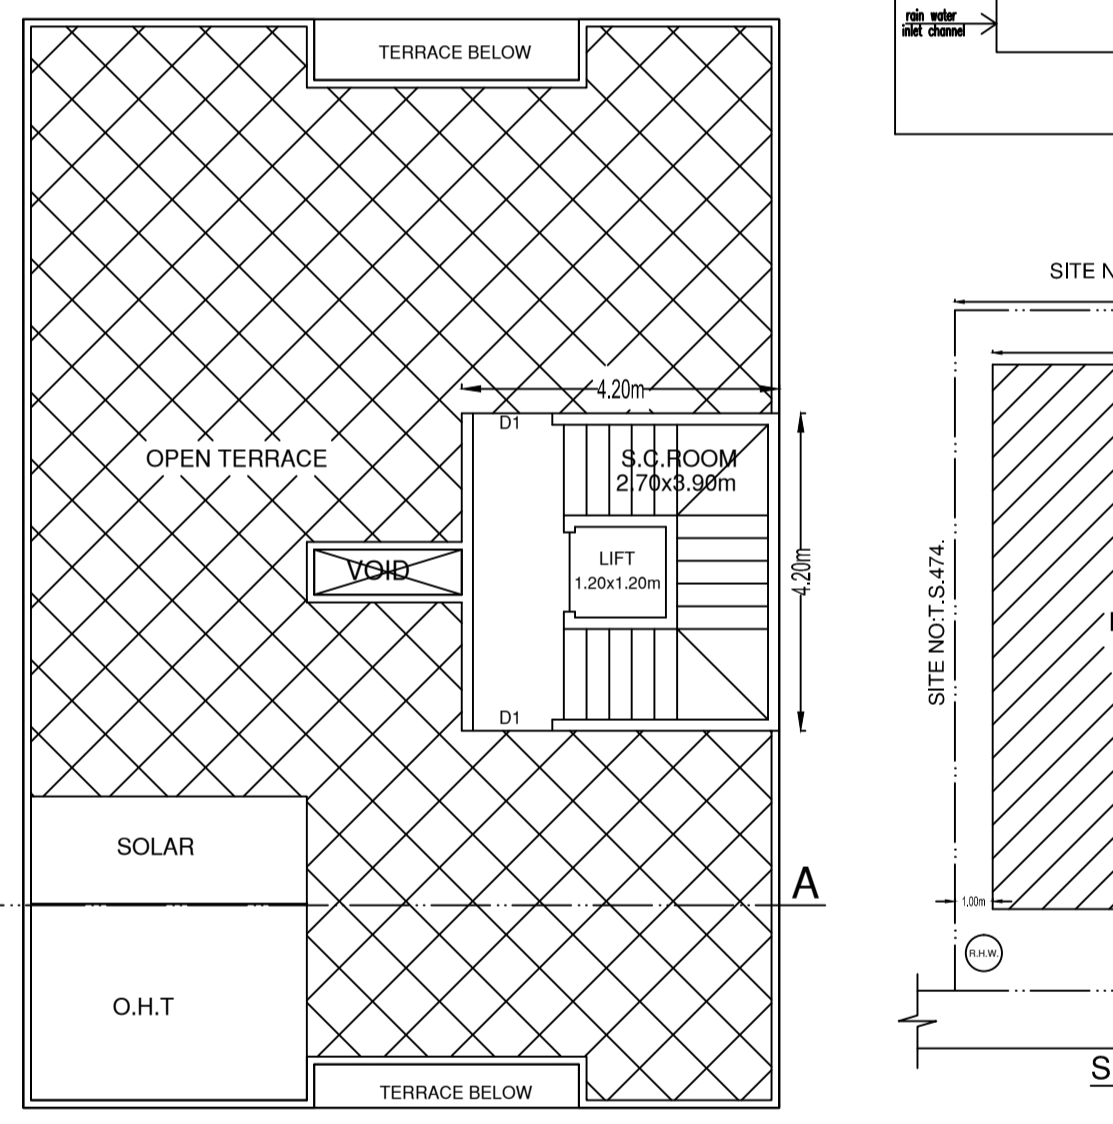 TERRACE BELOW
rain water
inlet channel
SITE N
4.20m
D1
OPEN TERRACE
S.C.ROOM
2.70x3.90m
VOID
LIFT
1.20x1.20m
4.20m
SITE NO:T.S.474.
D1
SOLAR
A
1.00m
R.H.W.
O.H.T
TERRACE BELOW
S